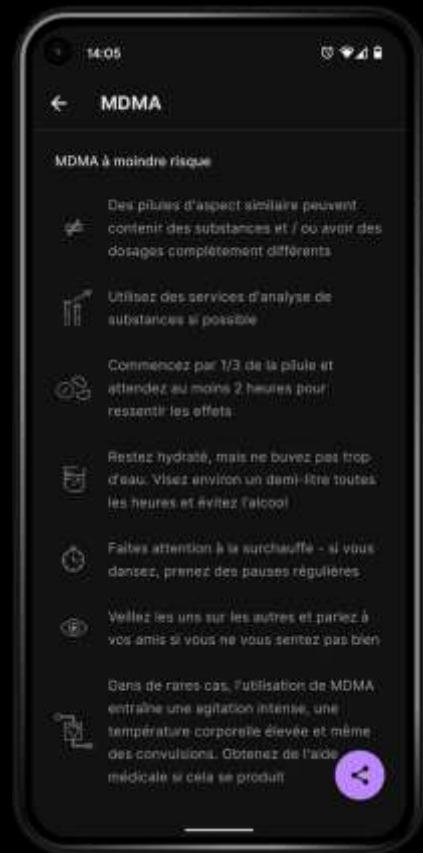 14:05
MDMA
MDMA à moindre risque
Des pilules d'aspect similaire peuvent
contenir des substances et / ou avoir des
dosages complètement différents
Utilisez des services d'analyse de
substances si possible
Commencez par 1/3 de la pilule et
attendez au moins 2 heures pour
ressentir les effets
Restez hydraté, mais ne buvez pas trop
d'eau. Visez environ un demi-litre toutes
les heures et évitez l'alcool
Faites attention à la surchauffe - si vous
dansez, prenez des pauses régulières
Veillez les uns sur les autres et parlez à
vos amis si vous ne vous sentez pas bien
Dans de rares cas, l'utilisation de MDMA
entraîne une agitation intense, une
température corporelle élevée et même
des convulsions. Obtenez de l'aide
médicale si cela se produit